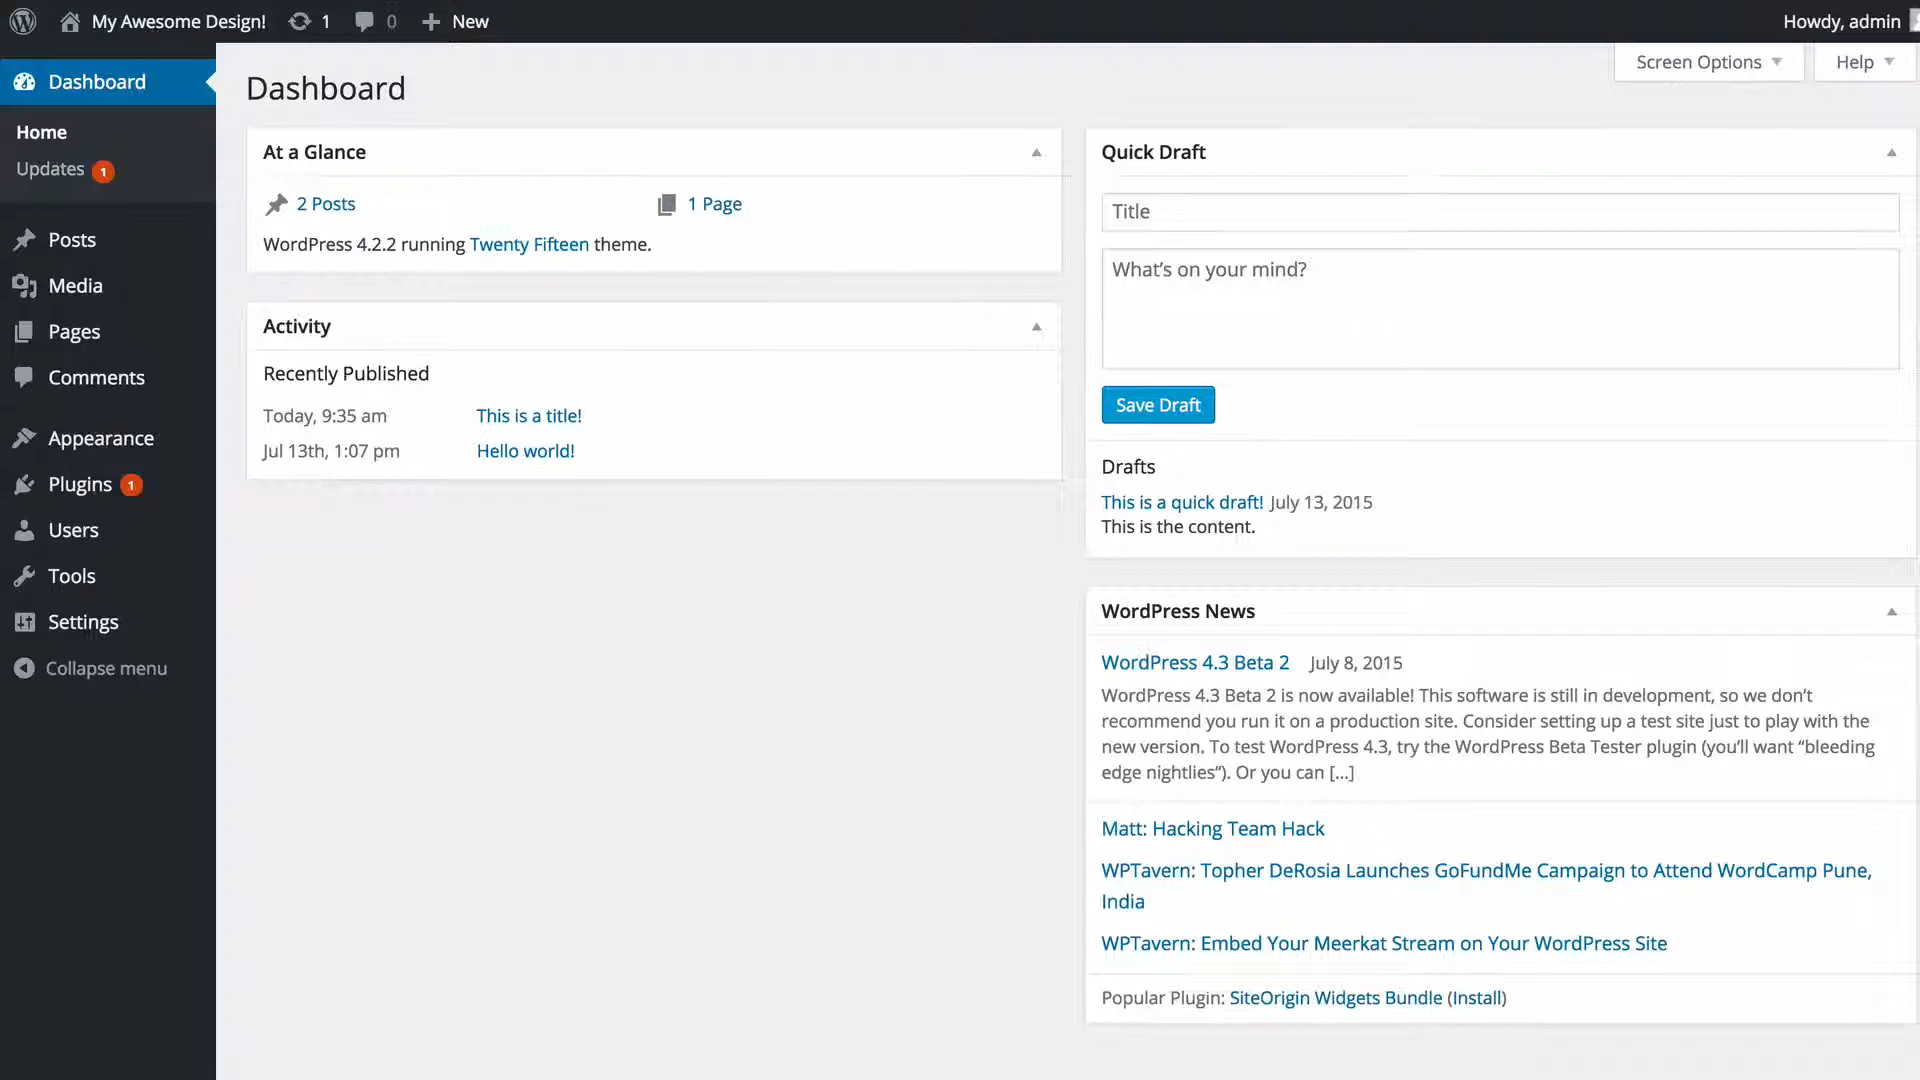 My Awesome Design! 1 0 New Howdy, admin
Dashboard
Home
Updates 1
Posts
Media
Pages
Comments
Appearance
Plugins 1
Users
Tools
Settings
Collapse menu
Screen Options Help
Dashboard
At a Glance
2 Posts 1 Page
WordPress 4.2.2 running Twenty Fifteen theme.
Activity
Recently Published
Today, 9:35 am This is a title!
Jul 13th, 1:07 pm Hello world!
Quick Draft
Title
What's on your mind?
Save Draft
Drafts
This is a quick draft! July 13, 2015
This is the content.
WordPress News
WordPress 4.3 Beta 2 July 8, 2015
WordPress 4.3 Beta 2 is now available! This software is still in development, so we don't
recommend you run it on a production site. Consider setting up a test site just to play with the
new version. To test WordPress 4.3, try the WordPress Beta Tester plugin (you'll want “bleeding
edge nightlies”). Or you can [...]
Matt: Hacking Team Hack
WPTavern: Topher DeRosia Launches GoFundMe Campaign to Attend WordCamp Pune,
India
WPTavern: Embed Your Meerkat Stream on Your WordPress Site
Popular Plugin: SiteOrigin Widgets Bundle (Install)